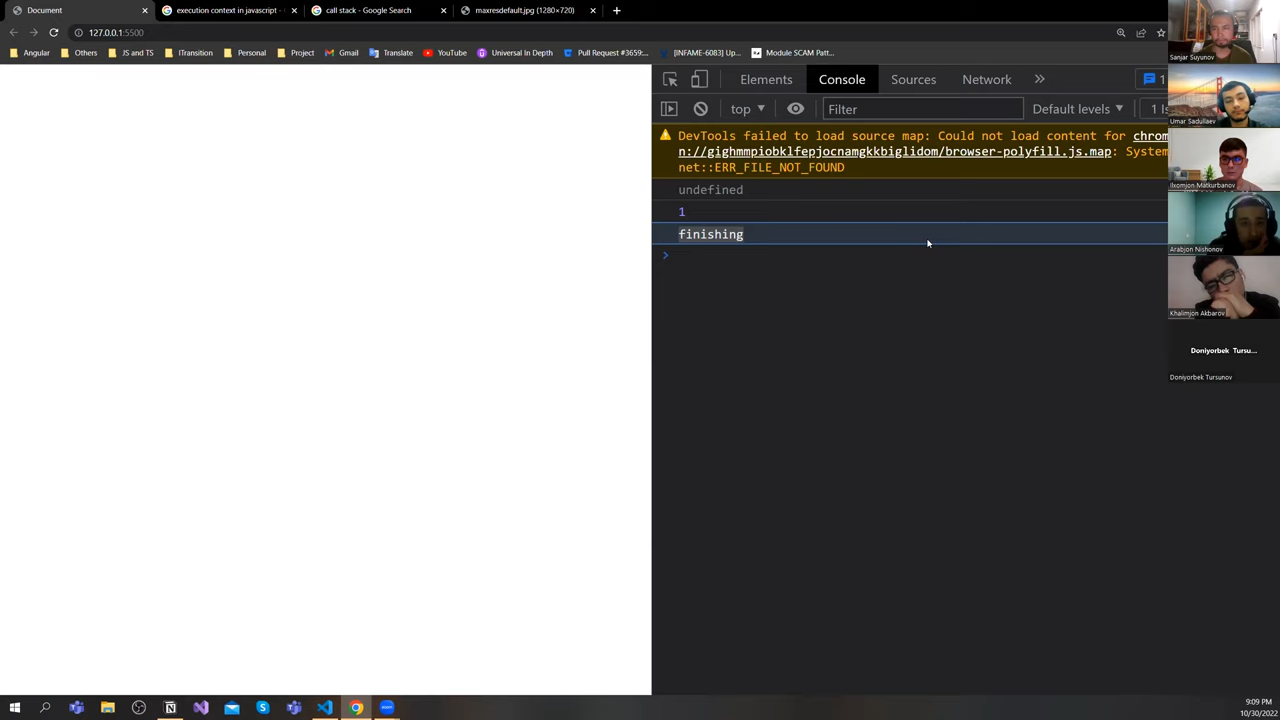 Document
execution context in javascript -
call stack - Google Search
maxresdefault.jpg (1280×720)
127.0.0.1:5500
Angular
Others
JS and TS
ITransition
Personal
Project
Gmail
Translate
YouTube
Universal In Depth
Pull Request #3659:...
[INFAME-6083] Up...
Module SCAM Patt...
Elements
Console
Sources
Network
1
top
Filter
Default levels
DevTools failed to load source map: Could not load content for chrom
n://gighmmpiobklfepjocnamgkkbiglidom/browser-polyfill.js.map: System
net::ERR_FILE_NOT_FOUND
undefined
1
finishing
Sanjar Suyunov
Umar Sadullaev
Ilxomjon Matkurbanov
Arabjon Nishonov
Khalimjon Akbarov
Doniyorbek Tursu...
Doniyorbek Tursunov
9:09 PM
10/30/2022